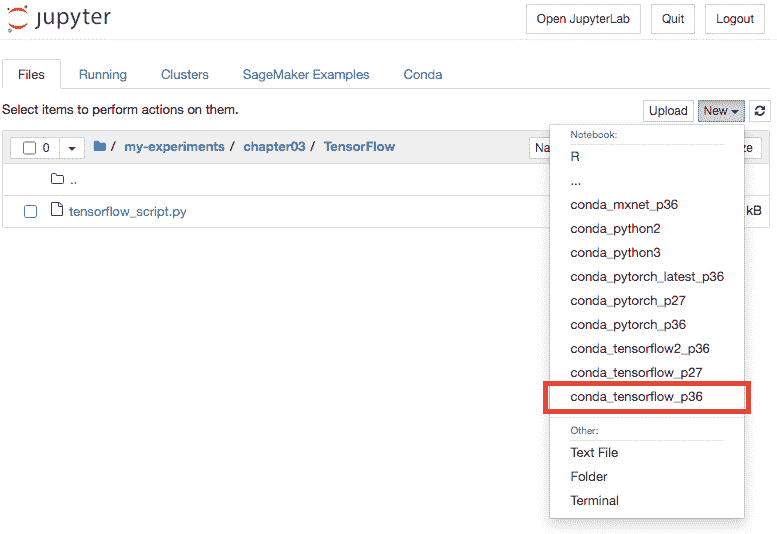 jupyter
Open JupyterLab Quit Logout
Files Running Clusters SageMaker Examples Conda
Select items to perform actions on them.
Upload New
0 / my-experiments / chapter03 / TensorFlow
..
tensorflow_script.py kB
Notebook:
R
...
conda_mxnet_p36
conda_python2
conda_python3
conda_pytorch_latest_p36
conda_pytorch_p27
conda_pytorch_p36
conda_tensorflow2_p36
conda_tensorflow_p27
conda_tensorflow_p36
Other:
Text File
Folder
Terminal